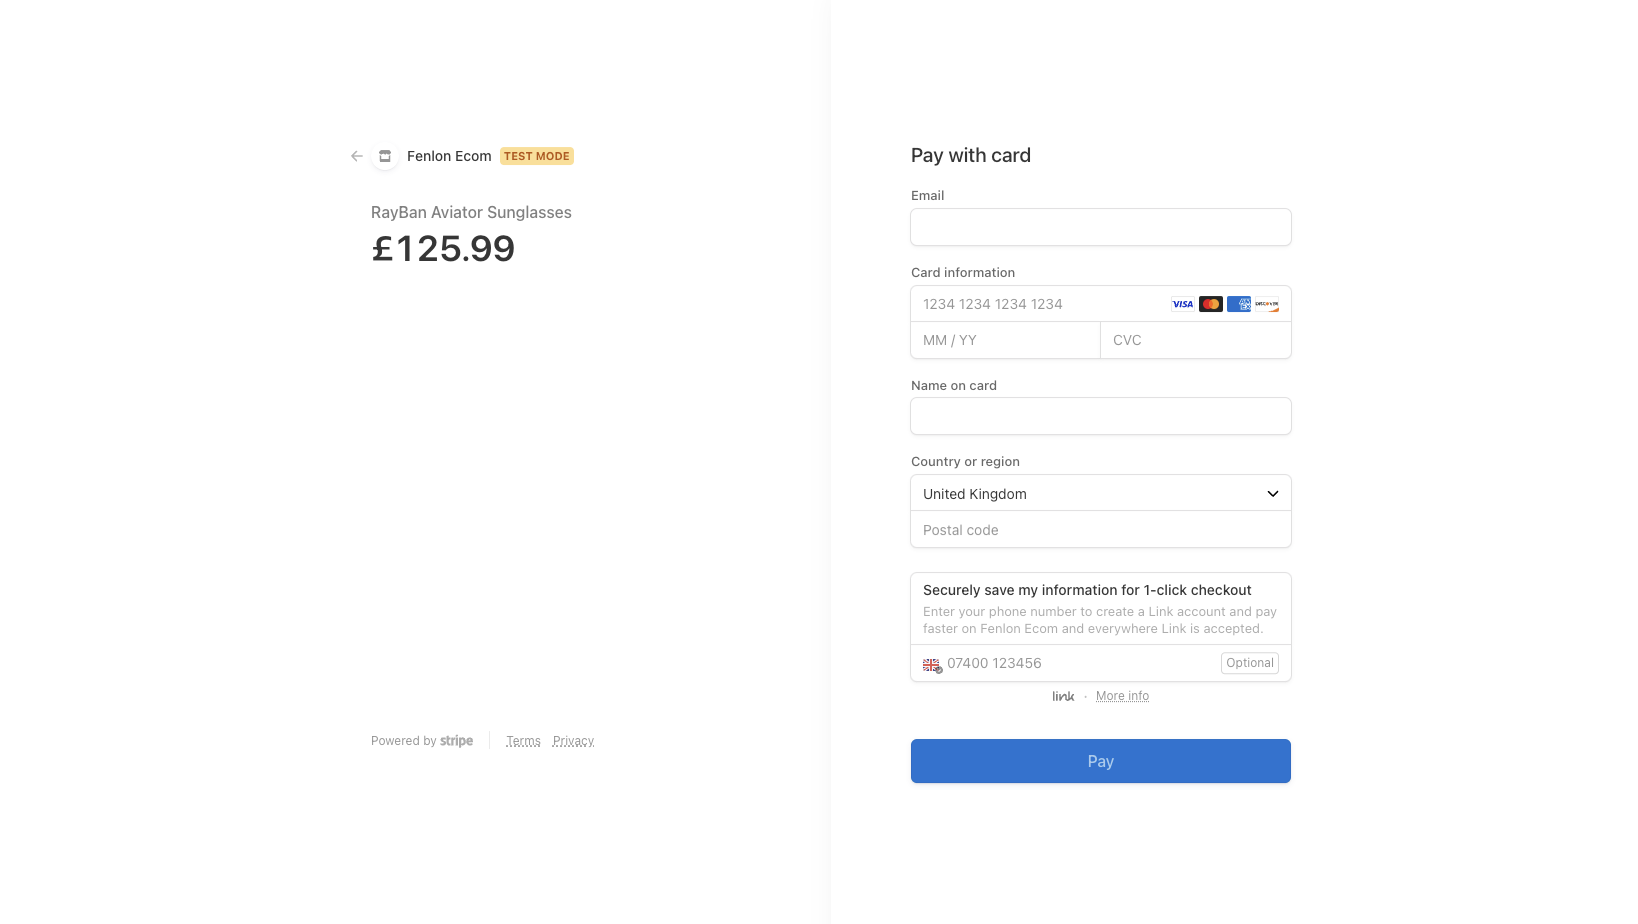 Fenlon Ecom TEST MODE
RayBan Aviator Sunglasses
£125.99
Powered by stripe Terms Privacy
Pay with card
Email
Card information
1234 1234 1234 1234 VISA AMEX DISCOVER
MM / YY CVC
Name on card
Country or region
United Kingdom
Postal code
Securely save my information for 1-click checkout
Enter your phone number to create a Link account and pay
faster on Fenlon Ecom and everywhere Link is accepted.
07400 123456 Optional
link · More info
Pay